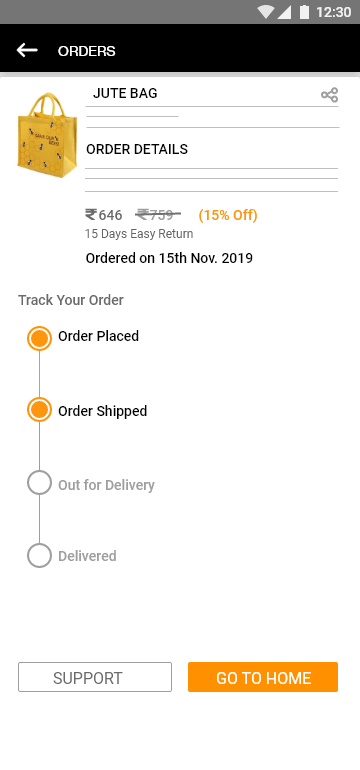 12:30
ORDERS
JUTE BAG
ORDER DETAILS
₹ 646 ₹ 759 (15% Off)
15 Days Easy Return
Ordered on 15th Nov. 2019
Track Your Order
Order Placed
Order Shipped
Out for Delivery
Delivered
SUPPORT
GO TO HOME